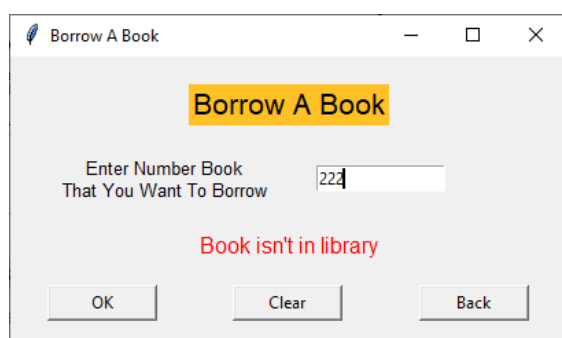 Borrow A Book
Borrow A Book
Enter Number Book
That You Want To Borrow
222
Book isn't in library
OK
Clear
Back